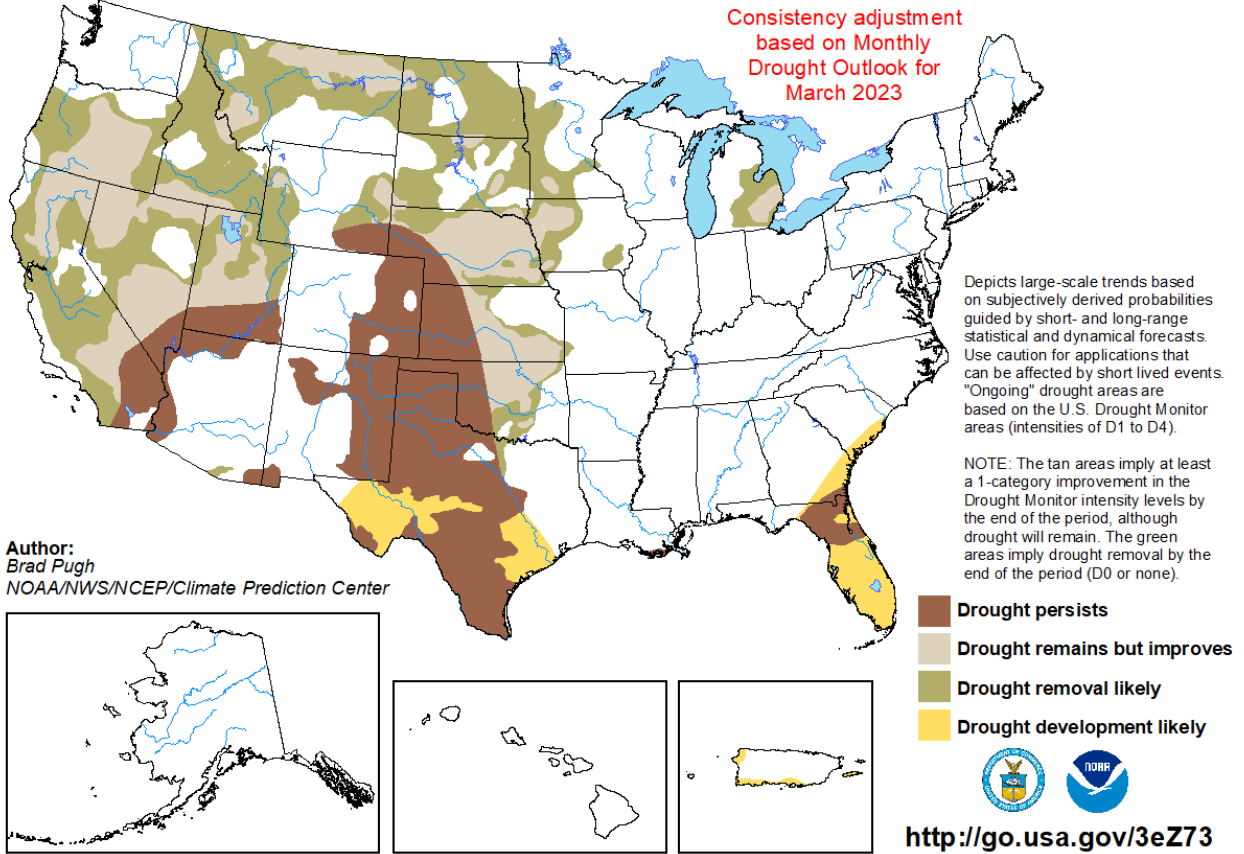 Consistency adjustment
based on Monthly
Drought Outlook for
March 2023
Depicts large-scale trends based
on subjectively derived probabilities
guided by short- and long-range
statistical and dynamical forecasts.
Use caution for applications that
can be affected by short lived events.
"Ongoing" drought areas are
based on the U.S. Drought Monitor
areas (intensities of D1 to D4).
NOTE: The tan areas imply at least
a 1-category improvement in the
Drought Monitor intensity levels by
the end of the period, although
drought will remain. The green
areas imply drought removal by the
end of the period (D0 or none).
Author:
Brad Pugh
NOAA/NWS/NCEP/Climate Prediction Center
Drought persists
Drought remains but improves
Drought removal likely
Drought development likely
NOAA
http://go.usa.gov/3eZ73